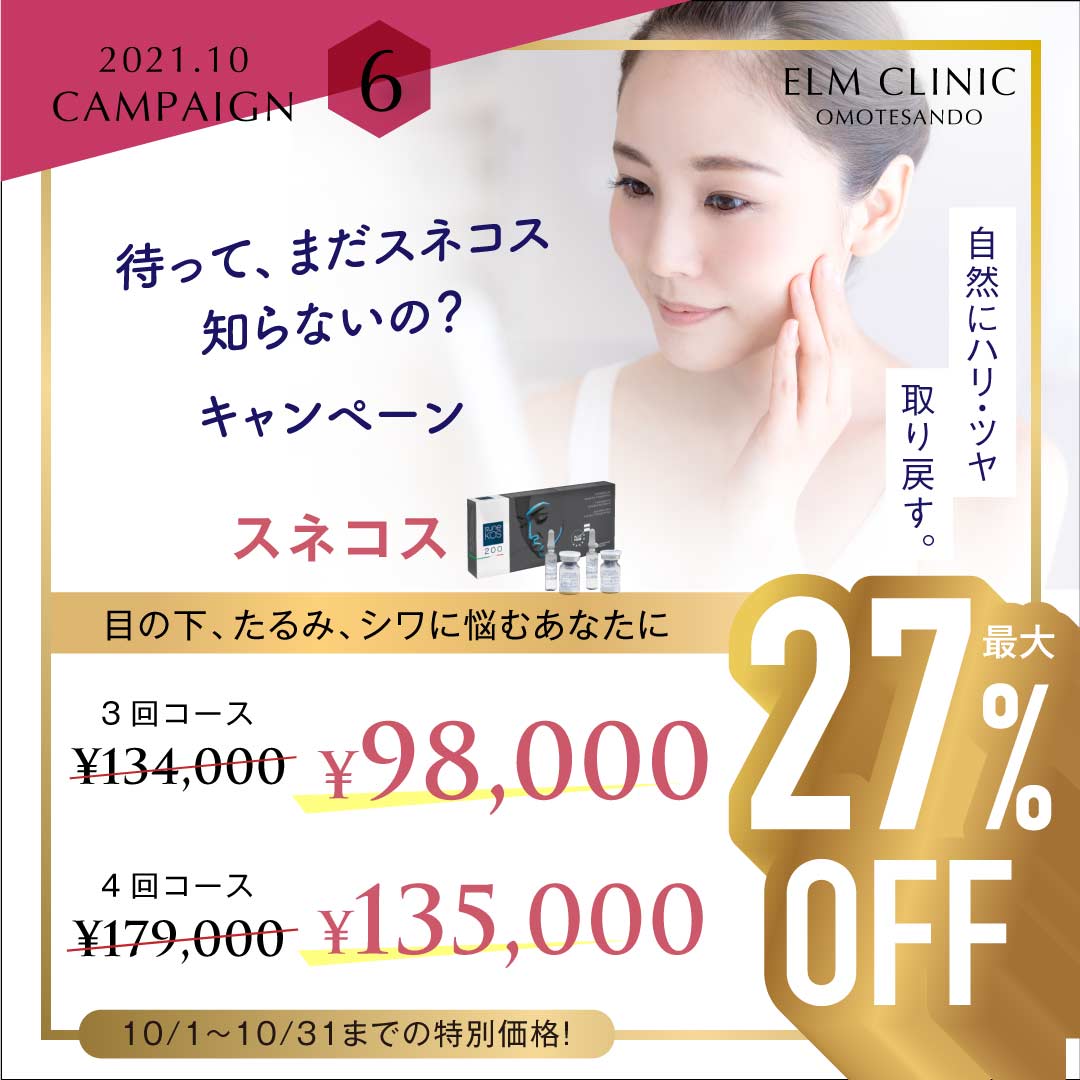 2021.10
CAMPAIGN
6
ELM CLINIC
OMOTESANDO
待って、まだスネコス
知らないの？
キャンペーン
自然にハリ・ツヤ
取り戻す。
スネコス
sune
KOS
200
目の下、たるみ、シワに悩むあなたに
最大
27%
OFF
3回コース
¥134,000
¥98,000
4回コース
¥179,000
¥135,000
10/1～10/31までの特別価格!